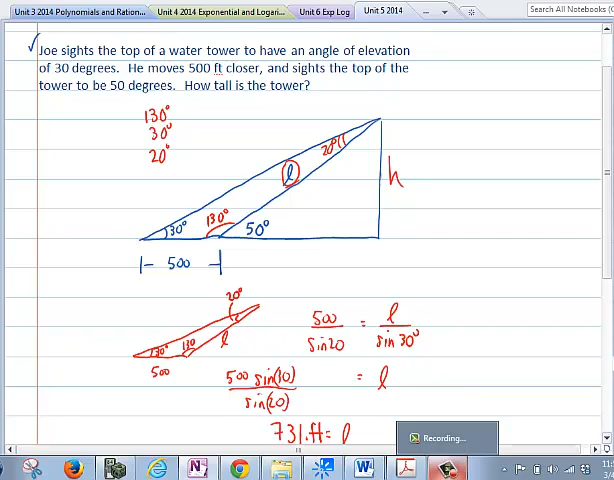 Unit 3 2014 Polynomials and Ration...
Unit 4 2014 Exponential and Logari...
Unit 6 Exp Log
Unit 5 2014
...
Search All Notebooks (C
Joe sights the top of a water tower to have an angle of elevation
of 30 degrees. He moves 500 ft closer, and sights the top of the
tower to be 50 degrees. How tall is the tower?
130°
30°
20°
20°
l
h
130°
30°
50°
500
20°
130
l
500
500 / sin20 = l / sin30°
500 sin(30) / sin(20) = l
731.ft = l
Recording...
11:
3/4